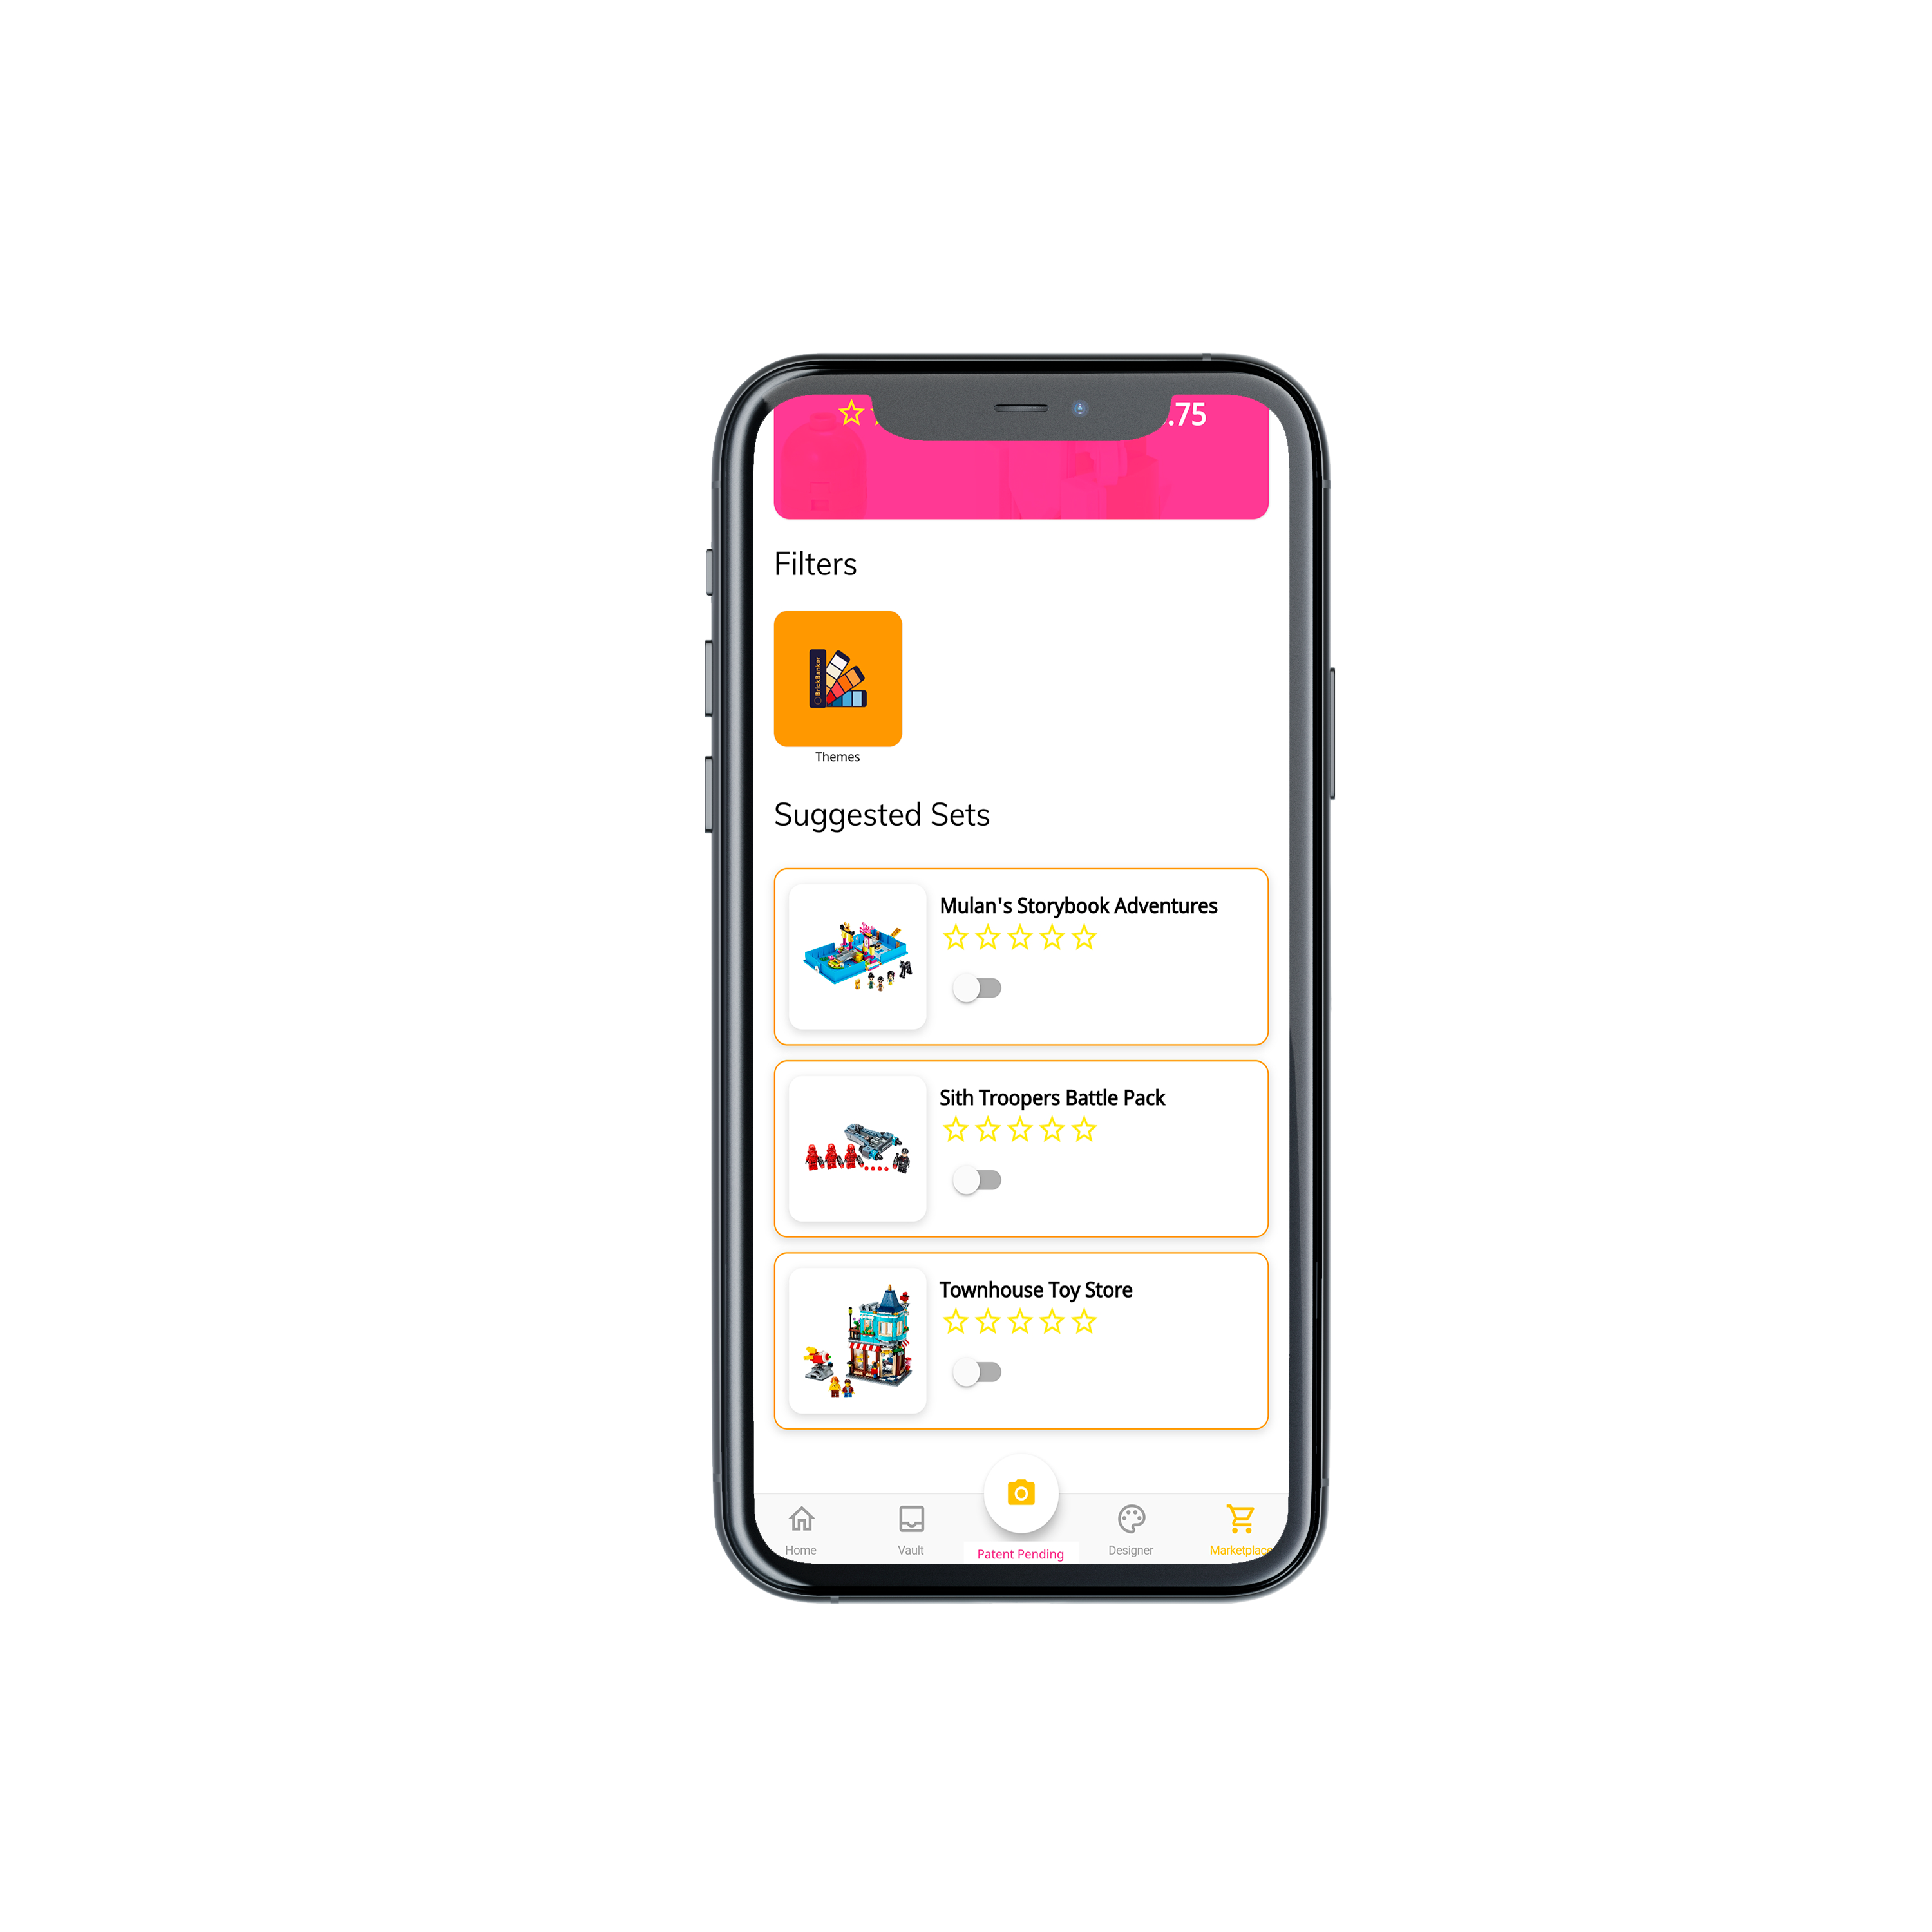 .75
Filters
BrickBanker
Themes
Suggested Sets
Mulan's Storybook Adventures
Sith Troopers Battle Pack
Townhouse Toy Store
Home
Vault
Patent Pending
Designer
Marketplace